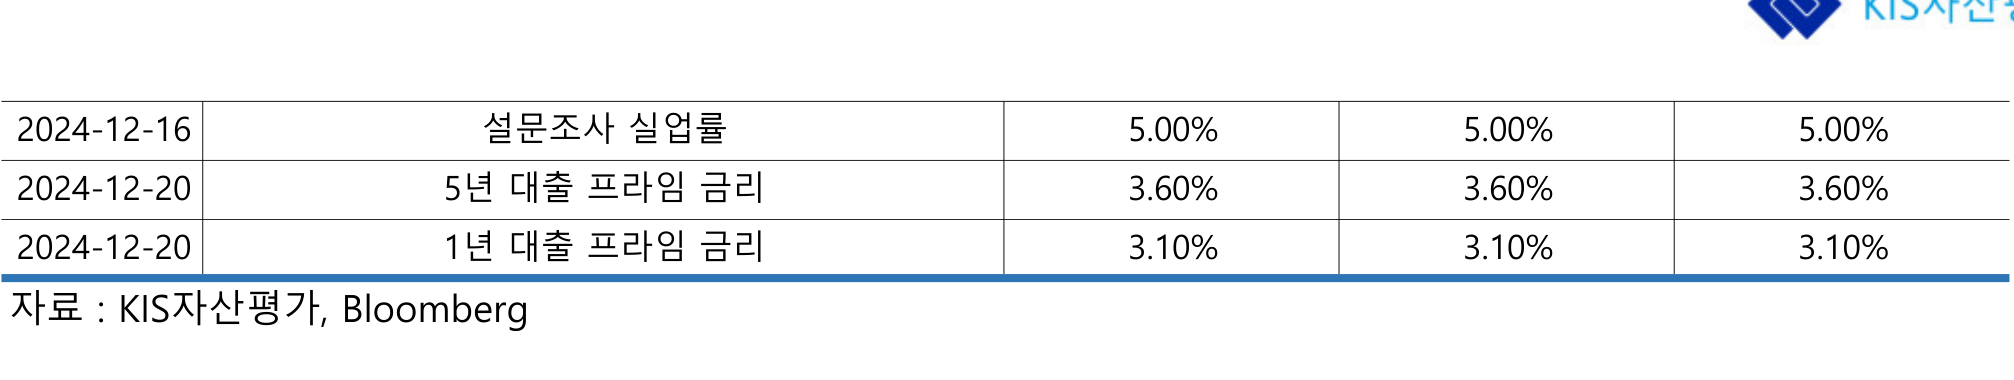 KIS자산
2024-12-16 설문조사 실업률 5.00% 5.00% 5.00%
2024-12-20 5년 대출 프라임 금리 3.60% 3.60% 3.60%
2024-12-20 1년 대출 프라임 금리 3.10% 3.10% 3.10%
자료 : KIS자산평가, Bloomberg